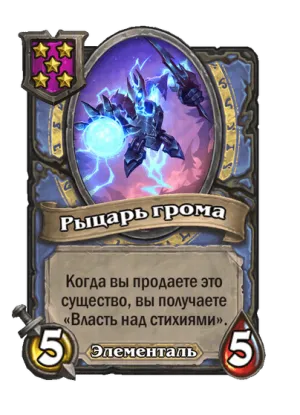 Рыцарь грома
Когда вы продаете это
существо, вы получаете
«Власть над стихиями».
5
Элементаль
5